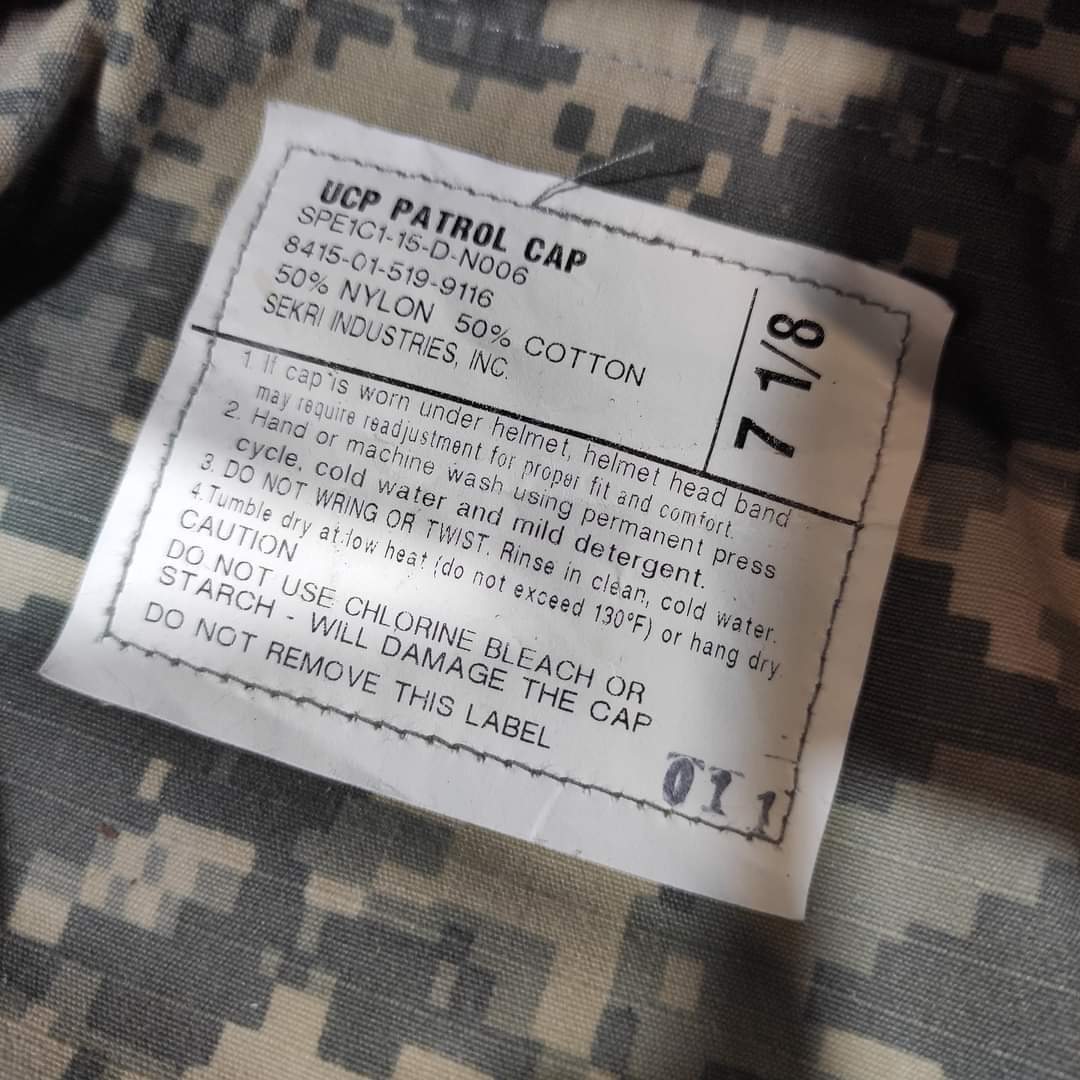 UCP PATROL CAP
SPE1C1-15-D-N006
8415-01-519-9116
50% NYLON 50% COTTON
SEKRI INDUSTRIES, INC.
7 1/8
1. If cap is worn under helmet, helmet head band
may require readjustment for proper fit and comfort.
2. Hand or machine wash using permanent press
cycle, cold water and mild detergent.
3. DO NOT WRING OR TWIST. Rinse in clean, cold water.
4. Tumble dry at low heat (do not exceed 130°F) or hang dry
CAUTION
DO NOT USE CHLORINE BLEACH OR
STARCH - WILL DAMAGE THE CAP
DO NOT REMOVE THIS LABEL
011